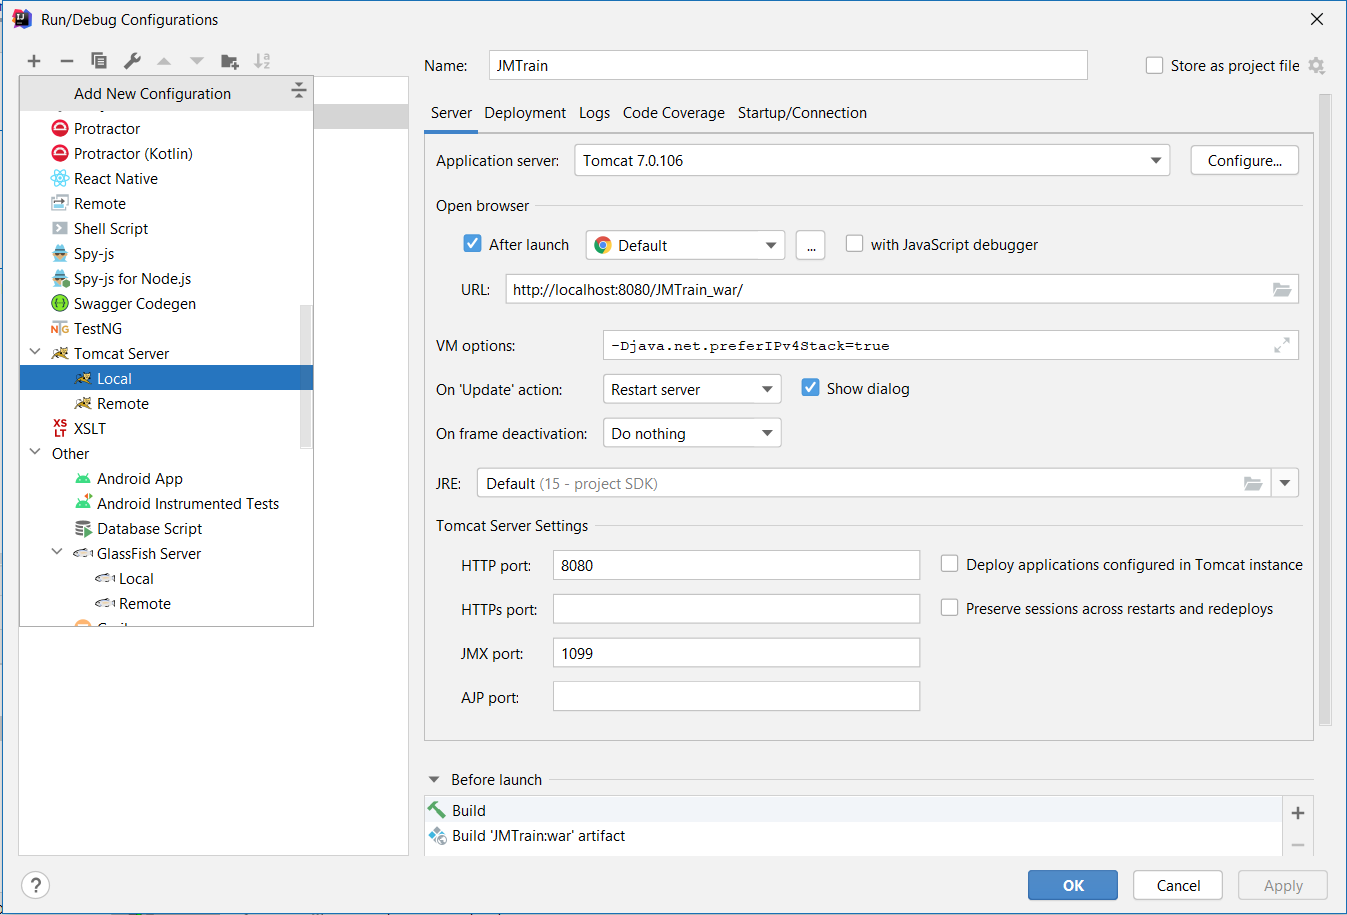 Run/Debug Configurations
Add New Configuration
Protractor
Protractor (Kotlin)
React Native
Remote
Shell Script
Spy-js
Spy-js for Node.js
Swagger Codegen
TestNG
Tomcat Server
Local
Remote
XSLT
Other
Android App
Android Instrumented Tests
Database Script
GlassFish Server
Local
Remote
Name: JMTrain
Store as project file
Server Deployment Logs Code Coverage Startup/Connection
Application server: Tomcat 7.0.106 Configure...
Open browser
After launch Default ... with JavaScript debugger
URL: http://localhost:8080/JMTrain_war/
VM options: -Djava.net.preferIPv4Stack=true
On 'Update' action: Restart server Show dialog
On frame deactivation: Do nothing
JRE: Default (15 - project SDK)
Tomcat Server Settings
HTTP port: 8080 Deploy applications configured in Tomcat instance
HTTPs port: Preserve sessions across restarts and redeploys
JMX port: 1099
AJP port:
Before launch
Build
Build 'JMTrain:war' artifact
? OK Cancel Apply